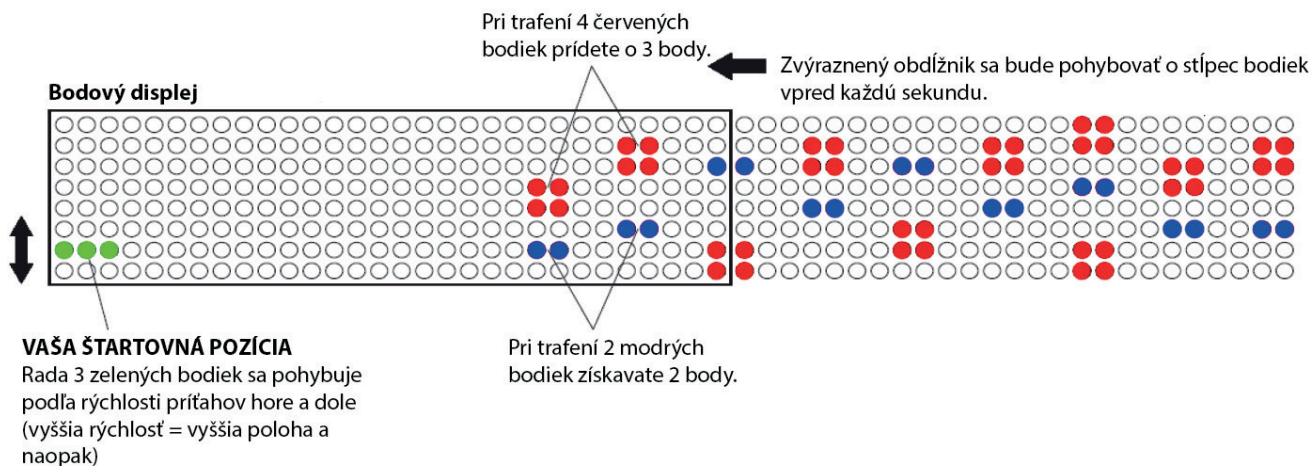 Pri trafení 4 červených
bodiek prídete o 3 body.
Zvýraznený obdĺžnik sa bude pohybovať o stĺpec bodiek
vpred každú sekundu.
Bodový displej
VAŠA ŠTARTOVNÁ POZÍCIA
Rada 3 zelených bodiek sa pohybuje
podľa rýchlosti príťahov hore a dole
(vyššia rýchlosť = vyššia poloha a
naopak)
Pri trafení 2 modrých
bodiek získavate 2 body.